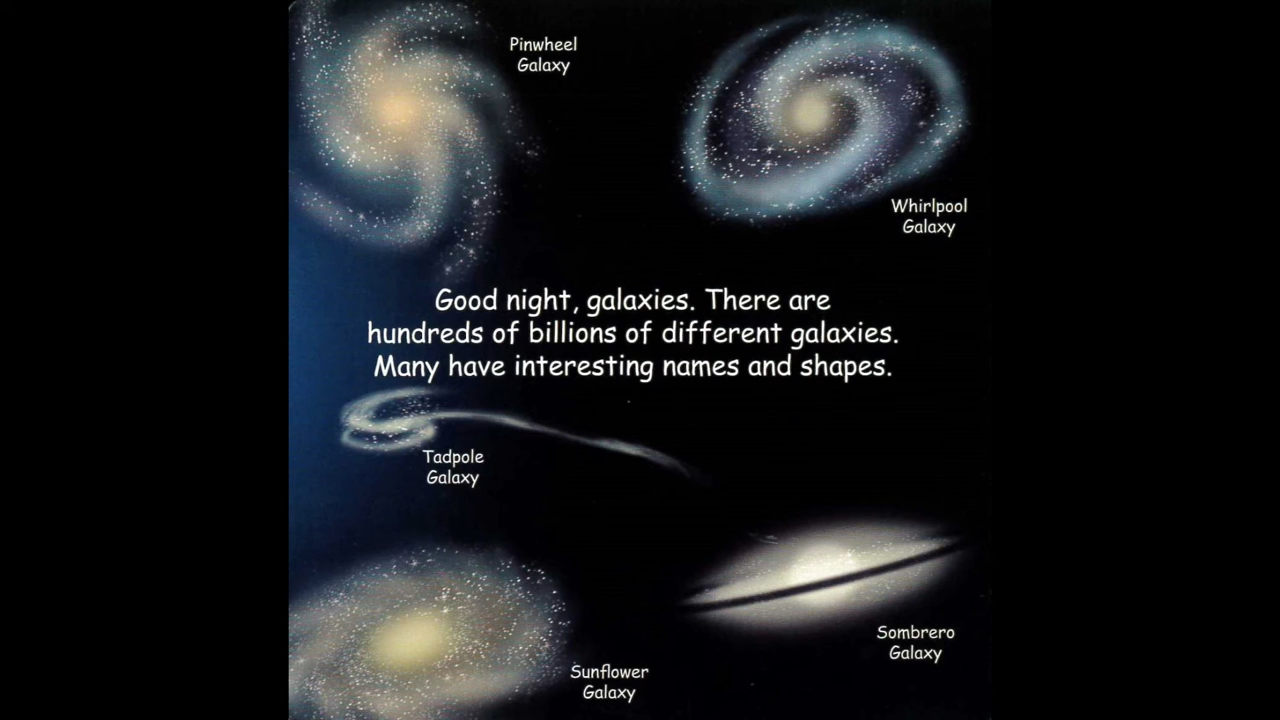 Pinwheel
Galaxy
Whirlpool
Galaxy
Good night, galaxies. There are
hundreds of billions of different galaxies.
Many have interesting names and shapes.
Tadpole
Galaxy
Sombrero
Galaxy
Sunflower
Galaxy